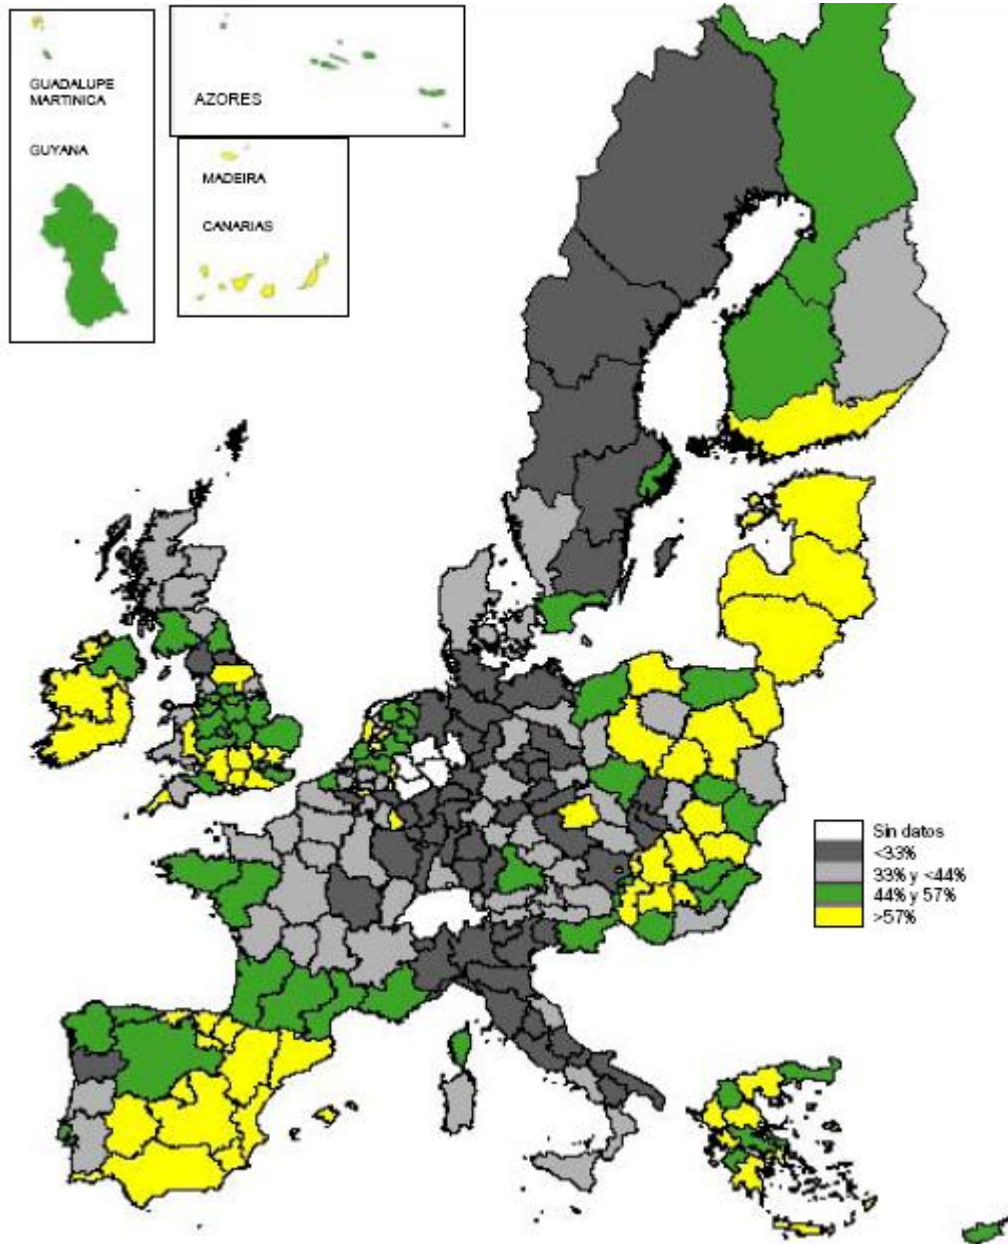 GUADALUPE
MARTINICA
GUYANA
AZORES
MADEIRA
CANARIAS
Sin datos
<33%
33% y <44%
44% y 57%
>57%